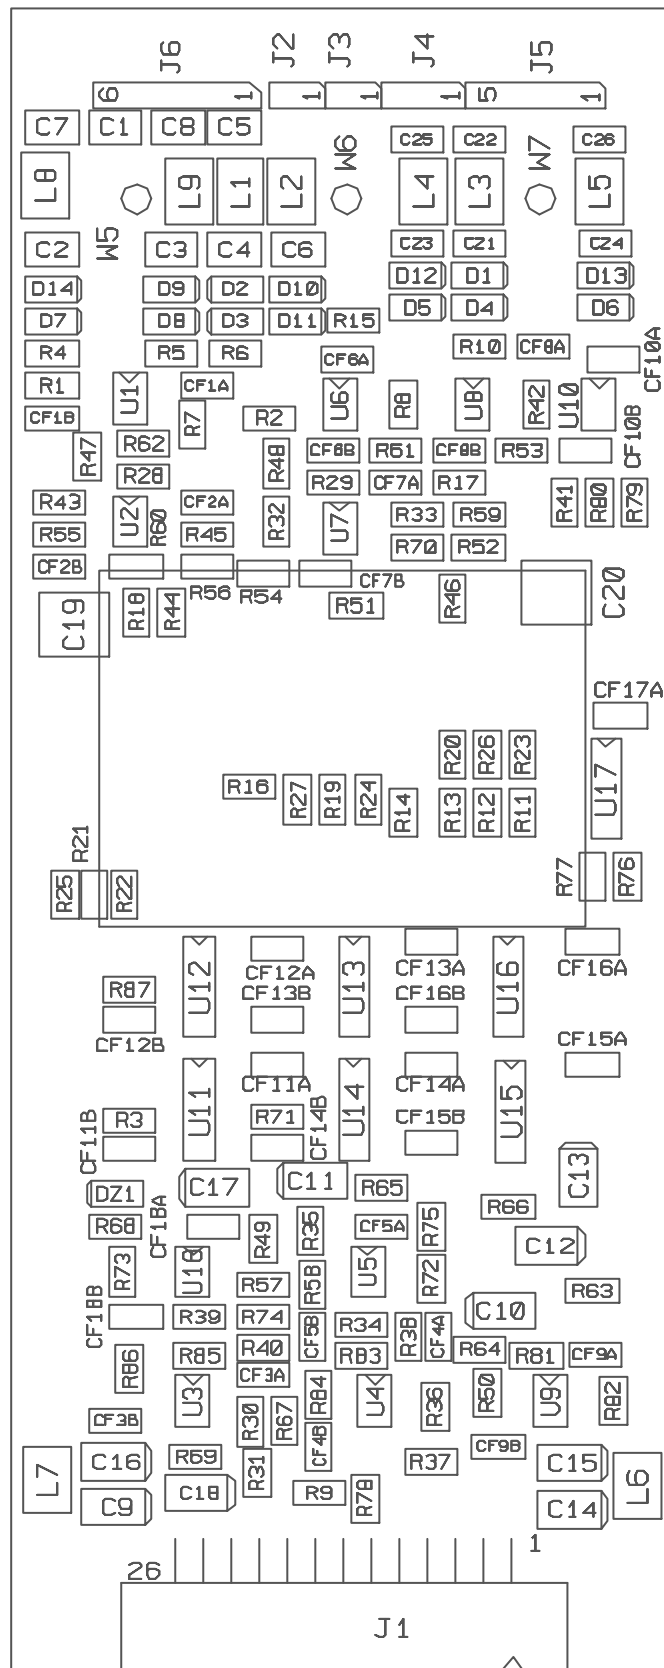 J6 J2 J3 J4 J5
6 1 1 1 1 5 1
C7 C1 C8 C5 C25 C22 C26
L8 L9 L1 L2 M6 L4 L3 M7 L5
C2 M5 C3 C4 C6 C23 C21 C24
D14 D9 D2 D10 D12 D1 D13
D7 D8 D3 D11 R15 D5 D4 D6
R4 R5 R6 CF6A R10 CF8A CF10A
R1 U1 CF1A U6 R8 U8 R42 U10
CF1B R7 R2 CF10B
R47 R62 R48 CF6B R51 CF8B R53
R28 R29 CF7A R17
R43 CF2A R41 R80 R79
U2 R60 R32 U7 R33 R59
R55 R45 R70 R52
CF2B R56 R54 CF7B
C19 R18 R44 R51 R46 C20
CF17A
R20 R26 R23 U17
R16 R27 R19 R24 R14 R13 R12 R11
R21
R25 R22 R77 R76
U12 CF12A U13 CF13A U16 CF16A
R87 CF13B CF16B
CF12B CF15A
U11 CF11A U14 CF14A U15
CF11B R3 R71 CF14B CF15B
DZ1 C17 C11 R65 C13
R68 CF18A R49 R35 CF5A R75 R66
C12
R73 U18 R57 R58 U5 R72 R63
CF18B R39 R74 CF5B R34 R38 CF4A C10
R86 R85 R40 R83 R64 R81 CF9A
CF3A
U3 R84 U4 R36 R50 U9 R82
CF3B R30 R67 CF4B CF9B
L7 C16 R69 R31 R37 C15 L6
C9 C18 R9 R78 C14
26 1
J1